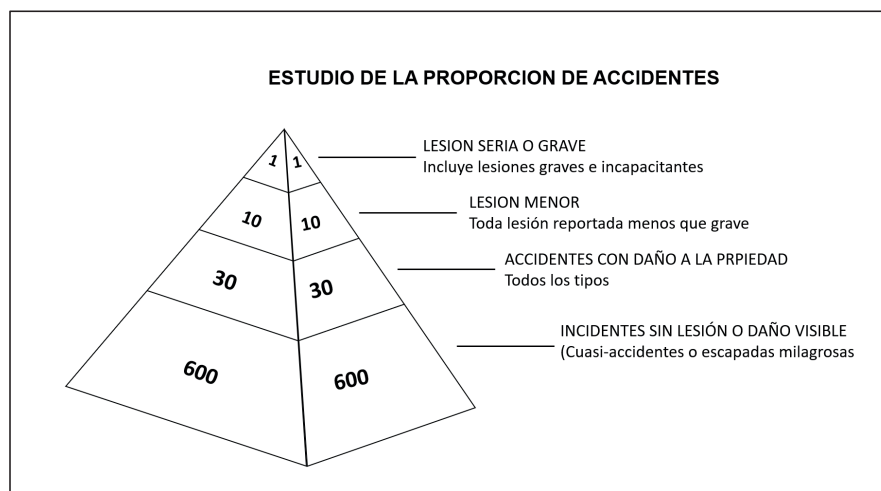 ESTUDIO DE LA PROPORCION DE ACCIDENTES
1 1
LESION SERIA O GRAVE
Incluye lesiones graves e incapacitantes
10 10
LESION MENOR
Toda lesión reportada menos que grave
30 30
ACCIDENTES CON DAÑO A LA PRPIEDAD
Todos los tipos
600 600
INCIDENTES SIN LESIÓN O DAÑO VISIBLE
(Cuasi-accidentes o escapadas milagrosas